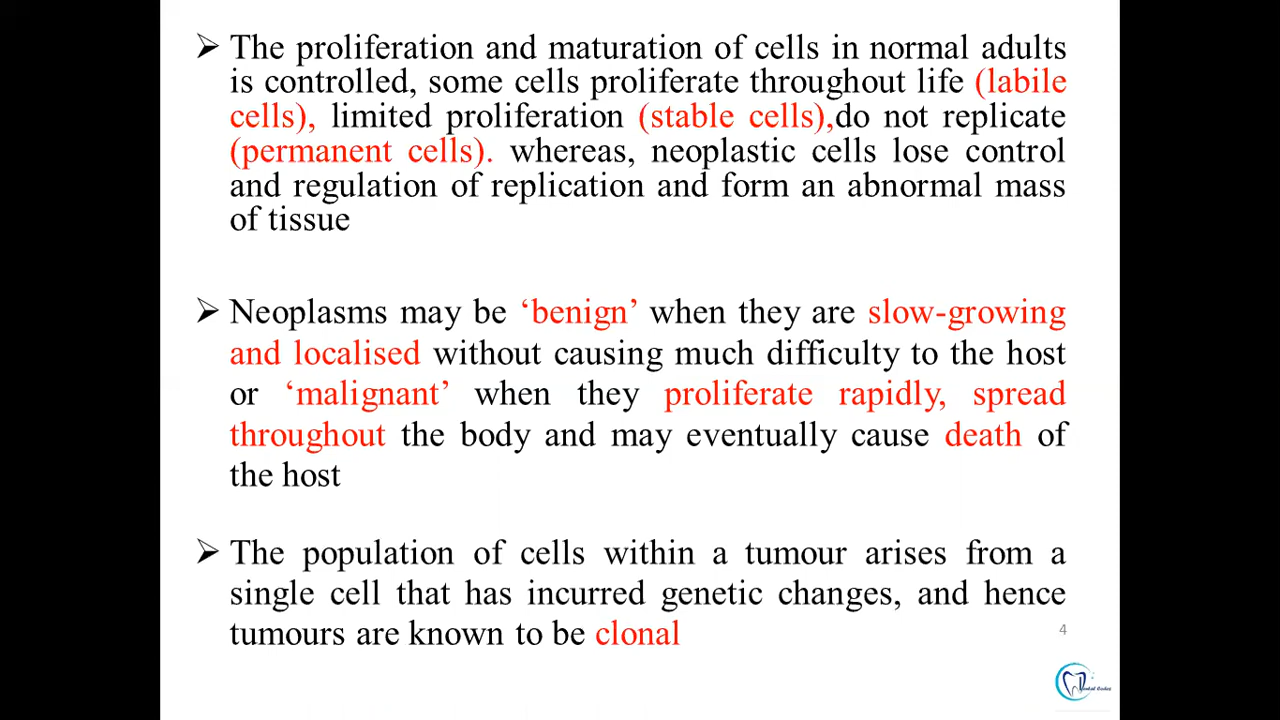 ➢ The proliferation and maturation of cells in normal adults
is controlled, some cells proliferate throughout life (labile
cells), limited proliferation (stable cells),do not replicate
(permanent cells). whereas, neoplastic cells lose control
and regulation of replication and form an abnormal mass
of tissue
➢ Neoplasms may be ‘benign’ when they are slow-growing
and localised without causing much difficulty to the host
or ‘malignant’ when they proliferate rapidly, spread
throughout the body and may eventually cause death of
the host
➢ The population of cells within a tumour arises from a
single cell that has incurred genetic changes, and hence
tumours are known to be clonal
4